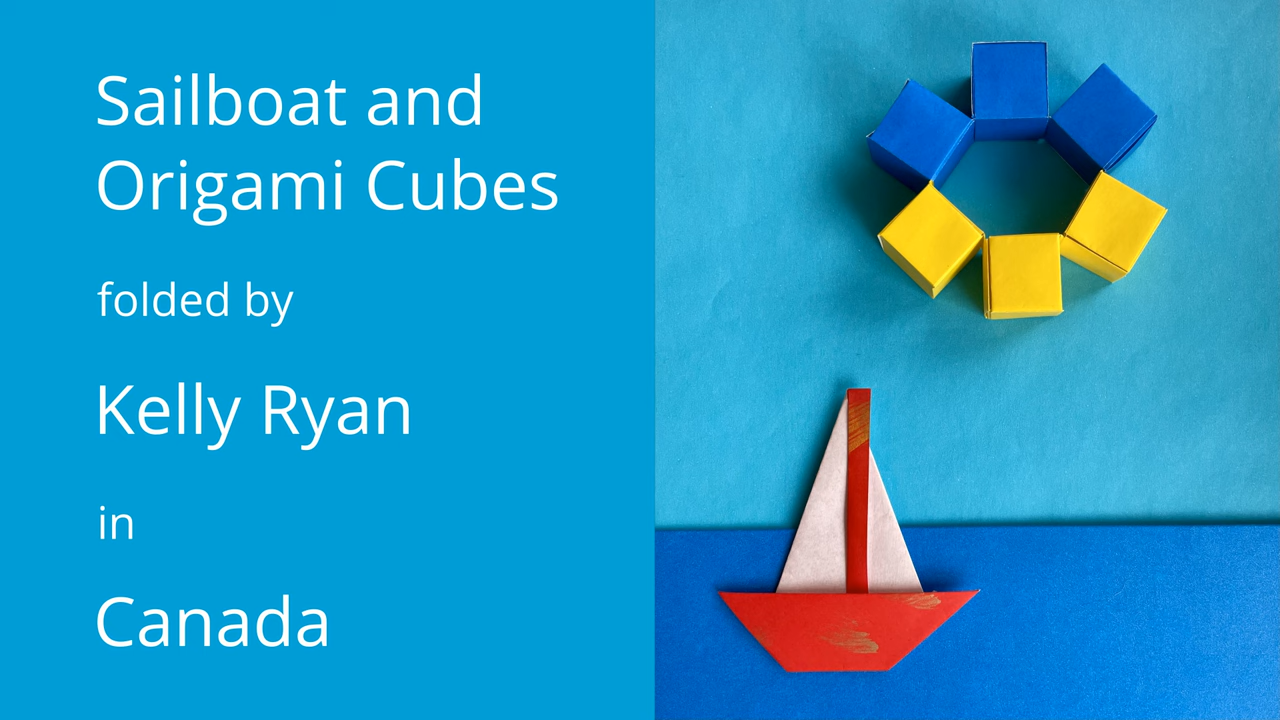 Sailboat and
Origami Cubes
folded by
Kelly Ryan
in
Canada